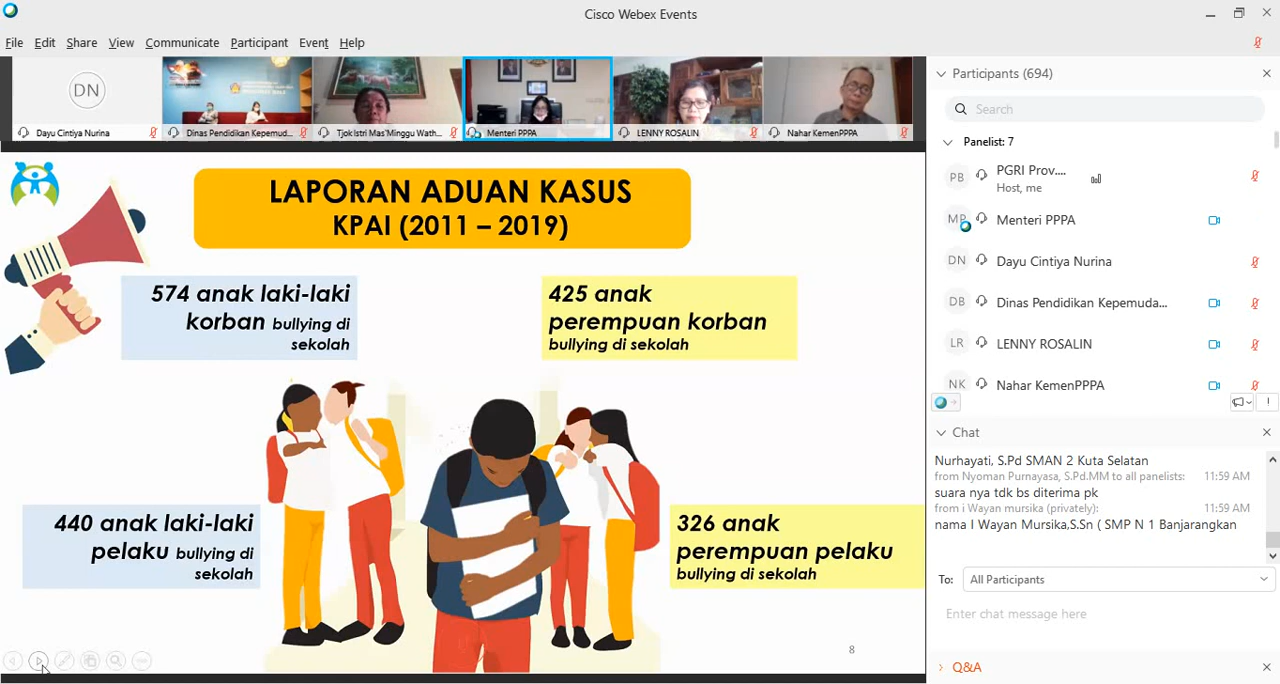 Cisco Webex Events
File Edit Share View Communicate Participant Event Help
DN
Dayu Cintiya Nurina
Dinas Pendidikan Kepemud...
Tjok Istri Mas'Minggu Wath...
Menteri PPPA
LENNY ROSALIN
Nahar KemenPPPA
LAPORAN ADUAN KASUS
KPAI (2011 – 2019)
574 anak laki-laki
korban bullying di
sekolah
425 anak
perempuan korban
bullying di sekolah
440 anak laki-laki
pelaku bullying di
sekolah
326 anak
perempuan pelaku
bullying di sekolah
8
Participants (694)
Search
Panelist: 7
PB PGRI Prov....
Host, me
MP Menteri PPPA
DN Dayu Cintiya Nurina
DB Dinas Pendidikan Kepemuda...
LR LENNY ROSALIN
NK Nahar KemenPPPA
Chat
Nurhayati, S.Pd SMAN 2 Kuta Selatan
from Nyoman Purnayasa, S.Pd.MM to all panelists: 11:59 AM
suara nya tdk bs diterima pk
from i Wayan mursika (privately): 11:59 AM
nama I Wayan Mursika,S.Sn ( SMP N 1 Banjarangkan
To: All Participants
Enter chat message here
Q&A